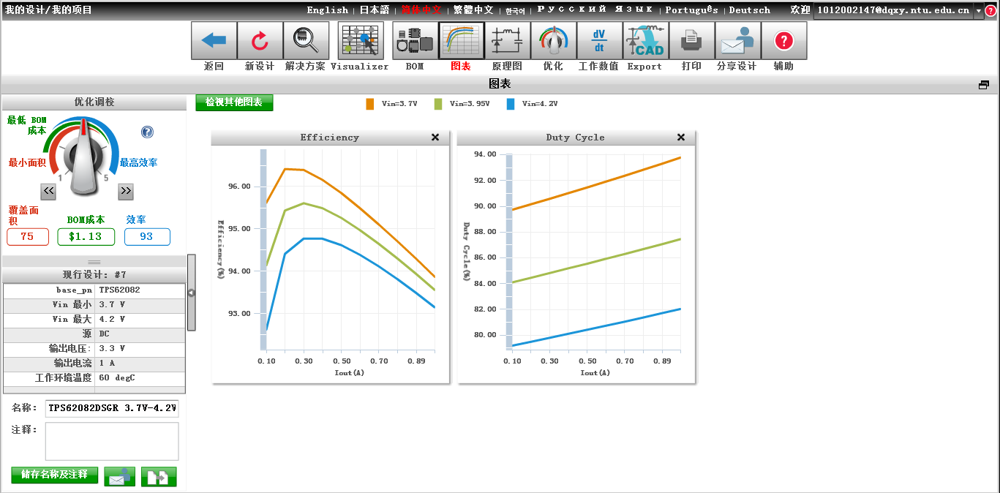 我的设计/我的项目
English | 日本語 | 简体中文 | 繁體中文 | 한국어 | Русский Язык | Português | Deutsch 欢迎 1012002147@dqxy.ntu.edu.cn ?
dV
dt
CAD
?
返回 新设计 解决方案 Visualizer BOM 图表 原理图 优化 工作数值 Export 打印 分享设计 辅助
图表
优化调校
最低 BOM
成本
?
最小面积
最高效率
1 5
<< >>
覆盖面
积
BOM成本
效率
75 $1.13 93
现行设计: #7
base_pn TPS62082
Vin 最小 3.7 V
Vin 最大 4.2 V
源 DC
输出电压: 3.3 V
输出电流 1 A
工作环境温度 60 degC
名称: TPS62082DSGR 3.7V-4.2V
注释:
储存名称及注释
检视其他图表
Vin=3.7V Vin=3.95V Vin=4.2V
Efficiency
96.00
95.00
94.00
93.00
Efficiency(%)
0.10 0.30 0.50 0.70 0.89
Iout(A)
Duty Cycle
94.00
92.00
90.00
88.00
86.00
84.00
82.00
80.00
Duty Cycle(%)
0.10 0.30 0.50 0.70 0.89
Iout(A)